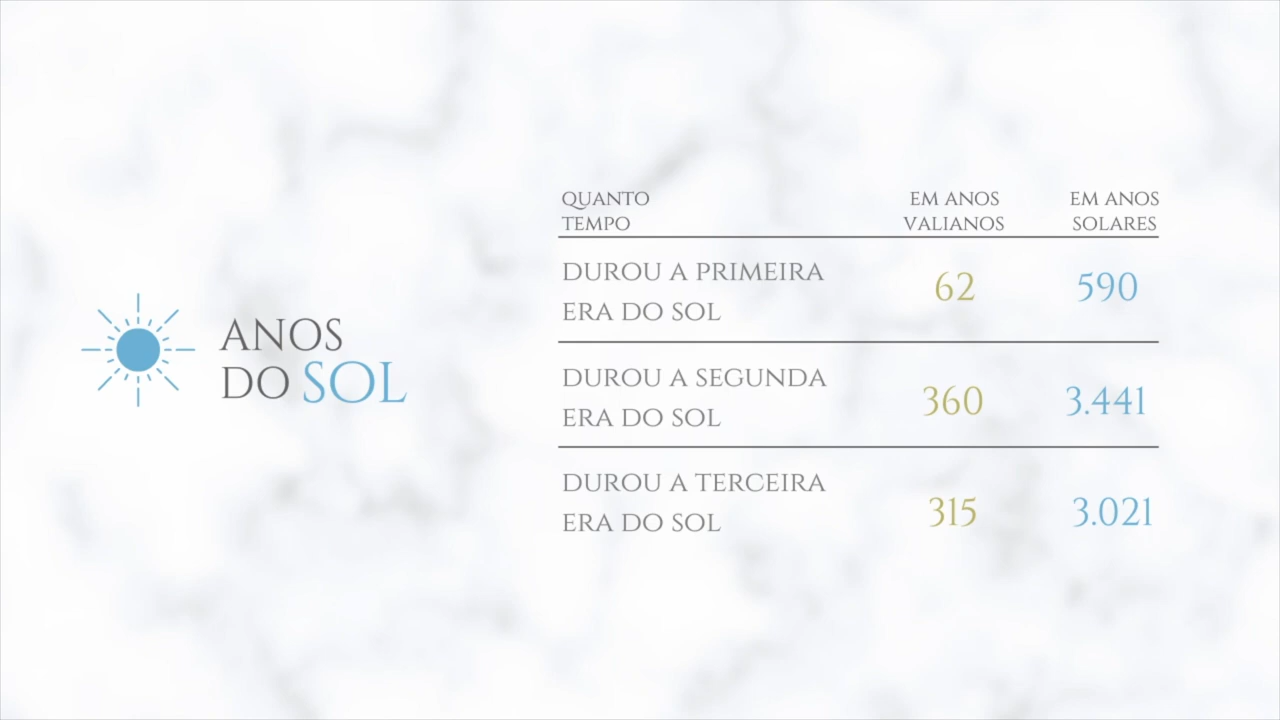 ANOS
DO SOL
QUANTO
TEMPO
EM ANOS
VALIANOS
EM ANOS
SOLARES
DUROU A PRIMEIRA
ERA DO SOL
62
590
DUROU A SEGUNDA
ERA DO SOL
360
3.441
DUROU A TERCEIRA
ERA DO SOL
315
3.021